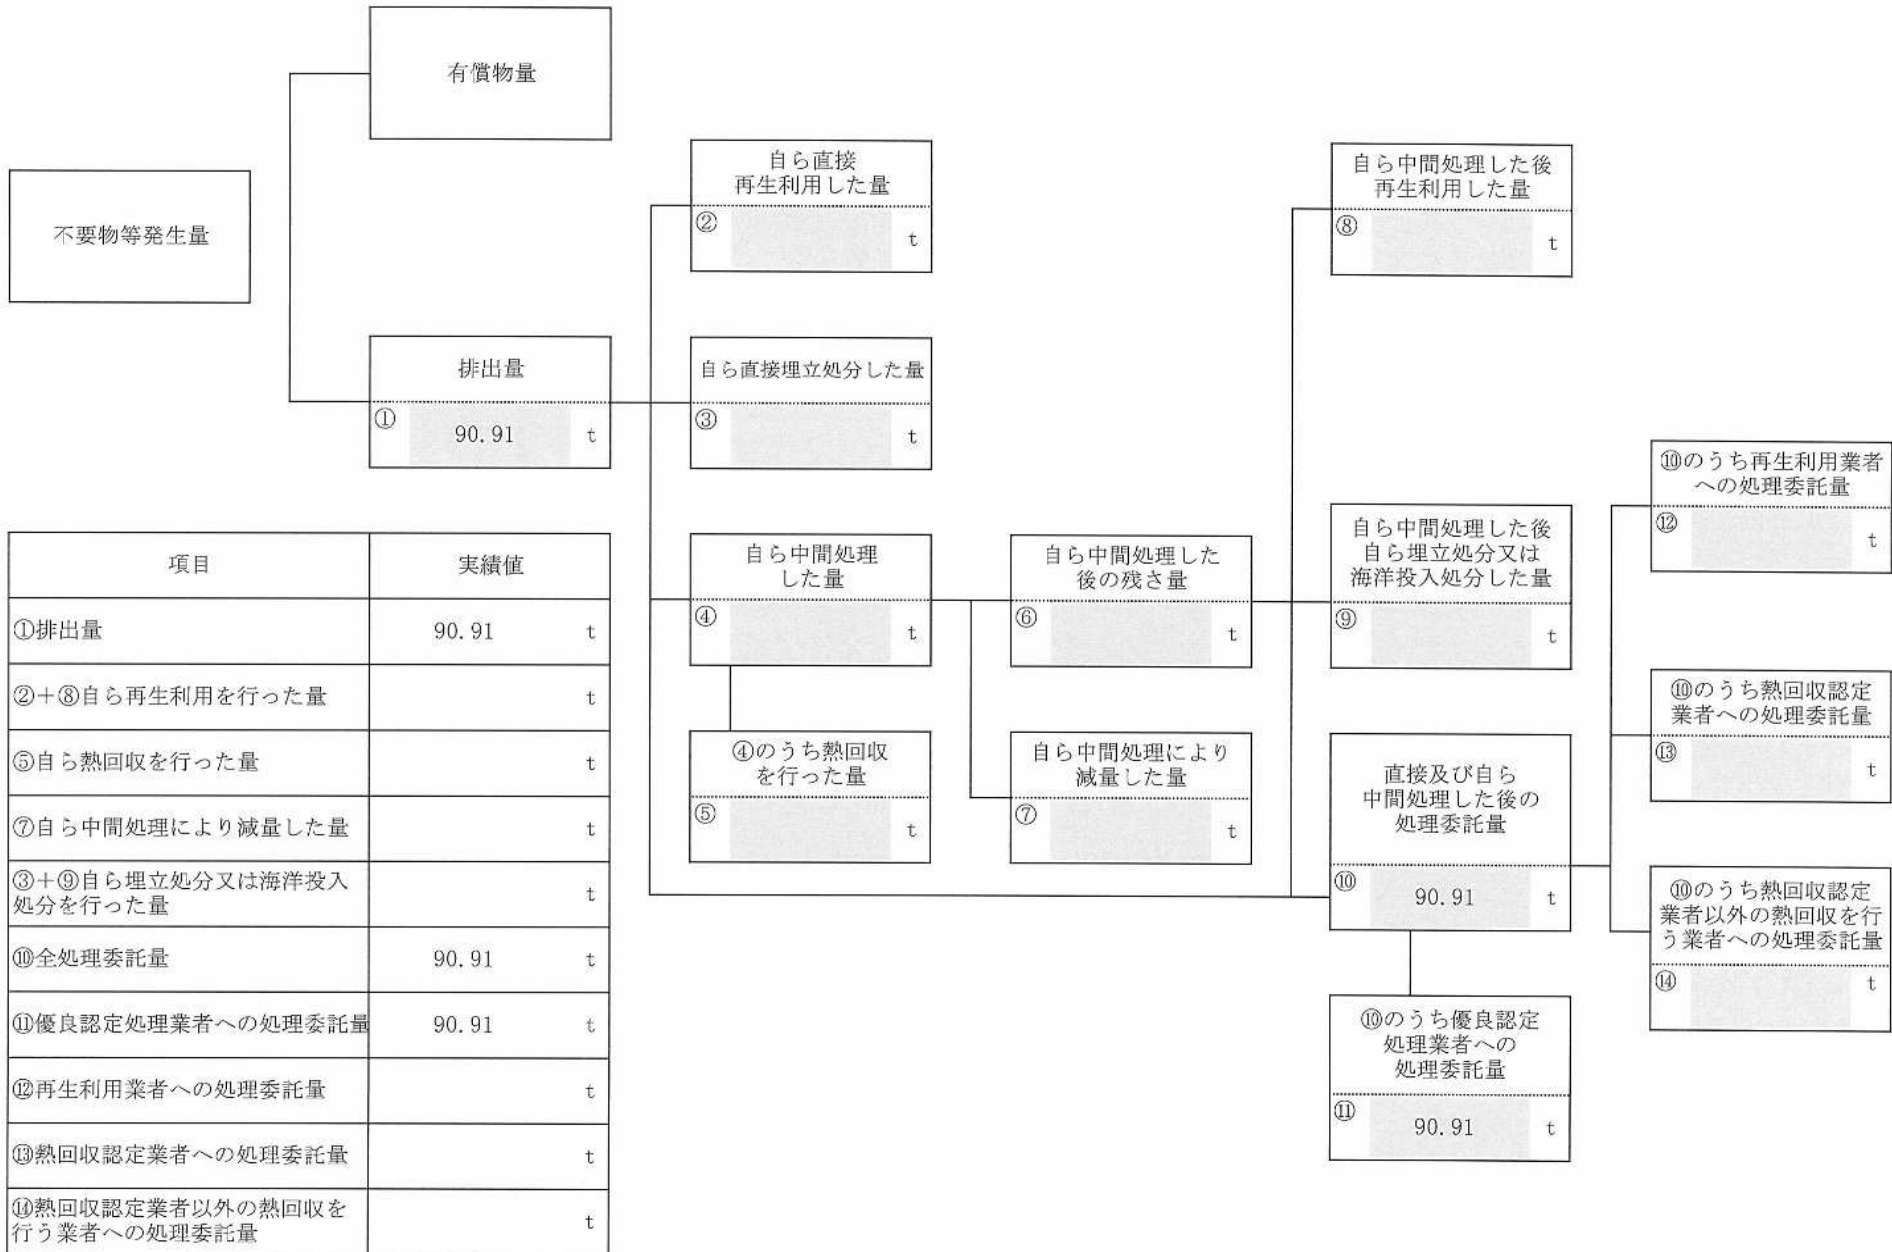 有償物量
不要物等発生量
排出量
① 90.91 t
自ら直接
再生利用した量
② t
自ら直接埋立処分した量
③ t
自ら中間処理
した量
④ t
④のうち熱回収
を行った量
⑤ t
自ら中間処理した
後の残さ量
⑥ t
自ら中間処理により
減量した量
⑦ t
自ら中間処理した後
再生利用した量
⑧ t
自ら中間処理した後
自ら埋立処分又は
海洋投入処分した量
⑨ t
直接及び自ら
中間処理した後の
処理委託量
⑩ 90.91 t
⑩のうち優良認定
処理業者への
処理委託量
⑪ 90.91 t
⑩のうち再生利用業者
への処理委託量
⑫ t
⑩のうち熱回収認定
業者への処理委託量
⑬ t
⑩のうち熱回収認定
業者以外の熱回収を行
う業者への処理委託量
⑭ t
項目 実績値
①排出量 90.91 t
②+⑧自ら再生利用を行った量 t
⑤自ら熱回収を行った量 t
⑦自ら中間処理により減量した量 t
③+⑨自ら埋立処分又は海洋投入
処分を行った量 t
⑩全処理委託量 90.91 t
⑪優良認定処理業者への処理委託量 90.91 t
⑫再生利用業者への処理委託量 t
⑬熱回収認定業者への処理委託量 t
⑭熱回収認定業者以外の熱回収を
行う業者への処理委託量 t